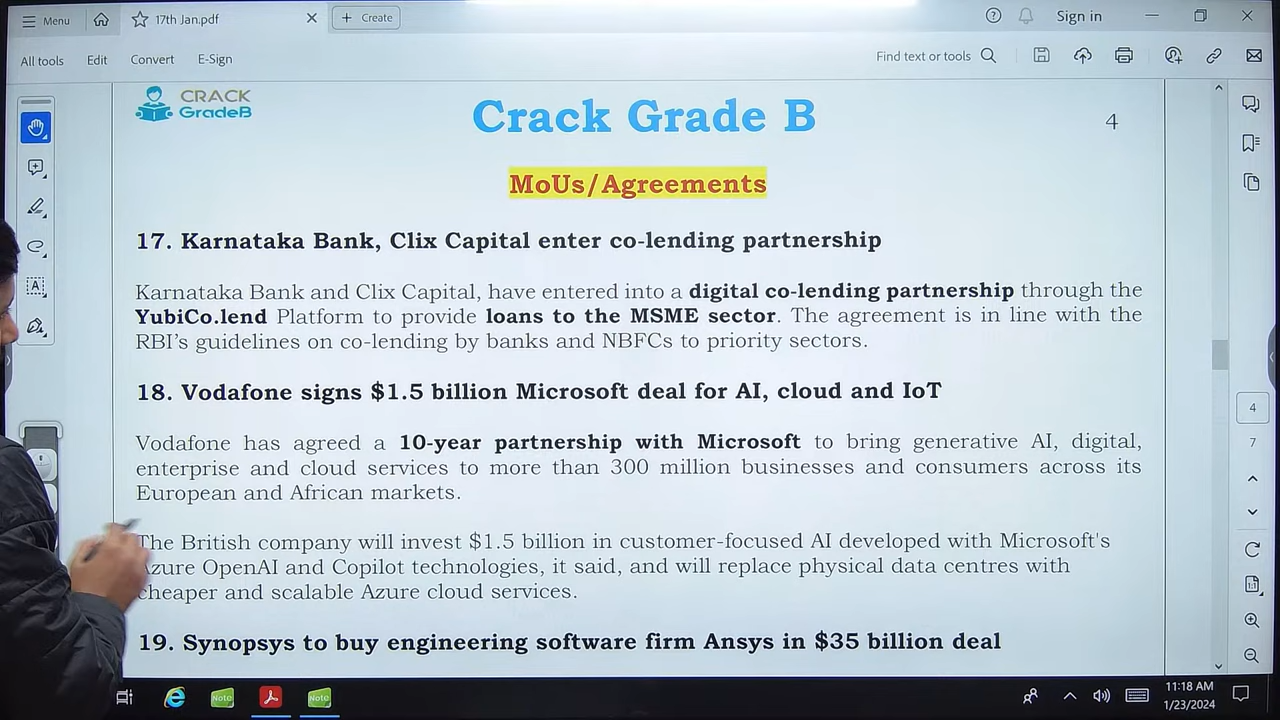 Menu
17th Jan.pdf
Create
Sign in
All tools
Edit
Convert
E-Sign
Find text or tools
CRACK
GradeB
Crack Grade B
4
MoUs/Agreements
17. Karnataka Bank, Clix Capital enter co-lending partnership
Karnataka Bank and Clix Capital, have entered into a digital co-lending partnership through the
YubiCo.lend Platform to provide loans to the MSME sector. The agreement is in line with the
RBI's guidelines on co-lending by banks and NBFCs to priority sectors.
18. Vodafone signs $1.5 billion Microsoft deal for AI, cloud and IoT
Vodafone has agreed a 10-year partnership with Microsoft to bring generative AI, digital,
enterprise and cloud services to more than 300 million businesses and consumers across its
European and African markets.
The British company will invest $1.5 billion in customer-focused AI developed with Microsoft's
Azure OpenAI and Copilot technologies, it said, and will replace physical data centres with
cheaper and scalable Azure cloud services.
19. Synopsys to buy engineering software firm Ansys in $35 billion deal
4
7
1:1
Note
Note
11:18 AM
1/23/2024